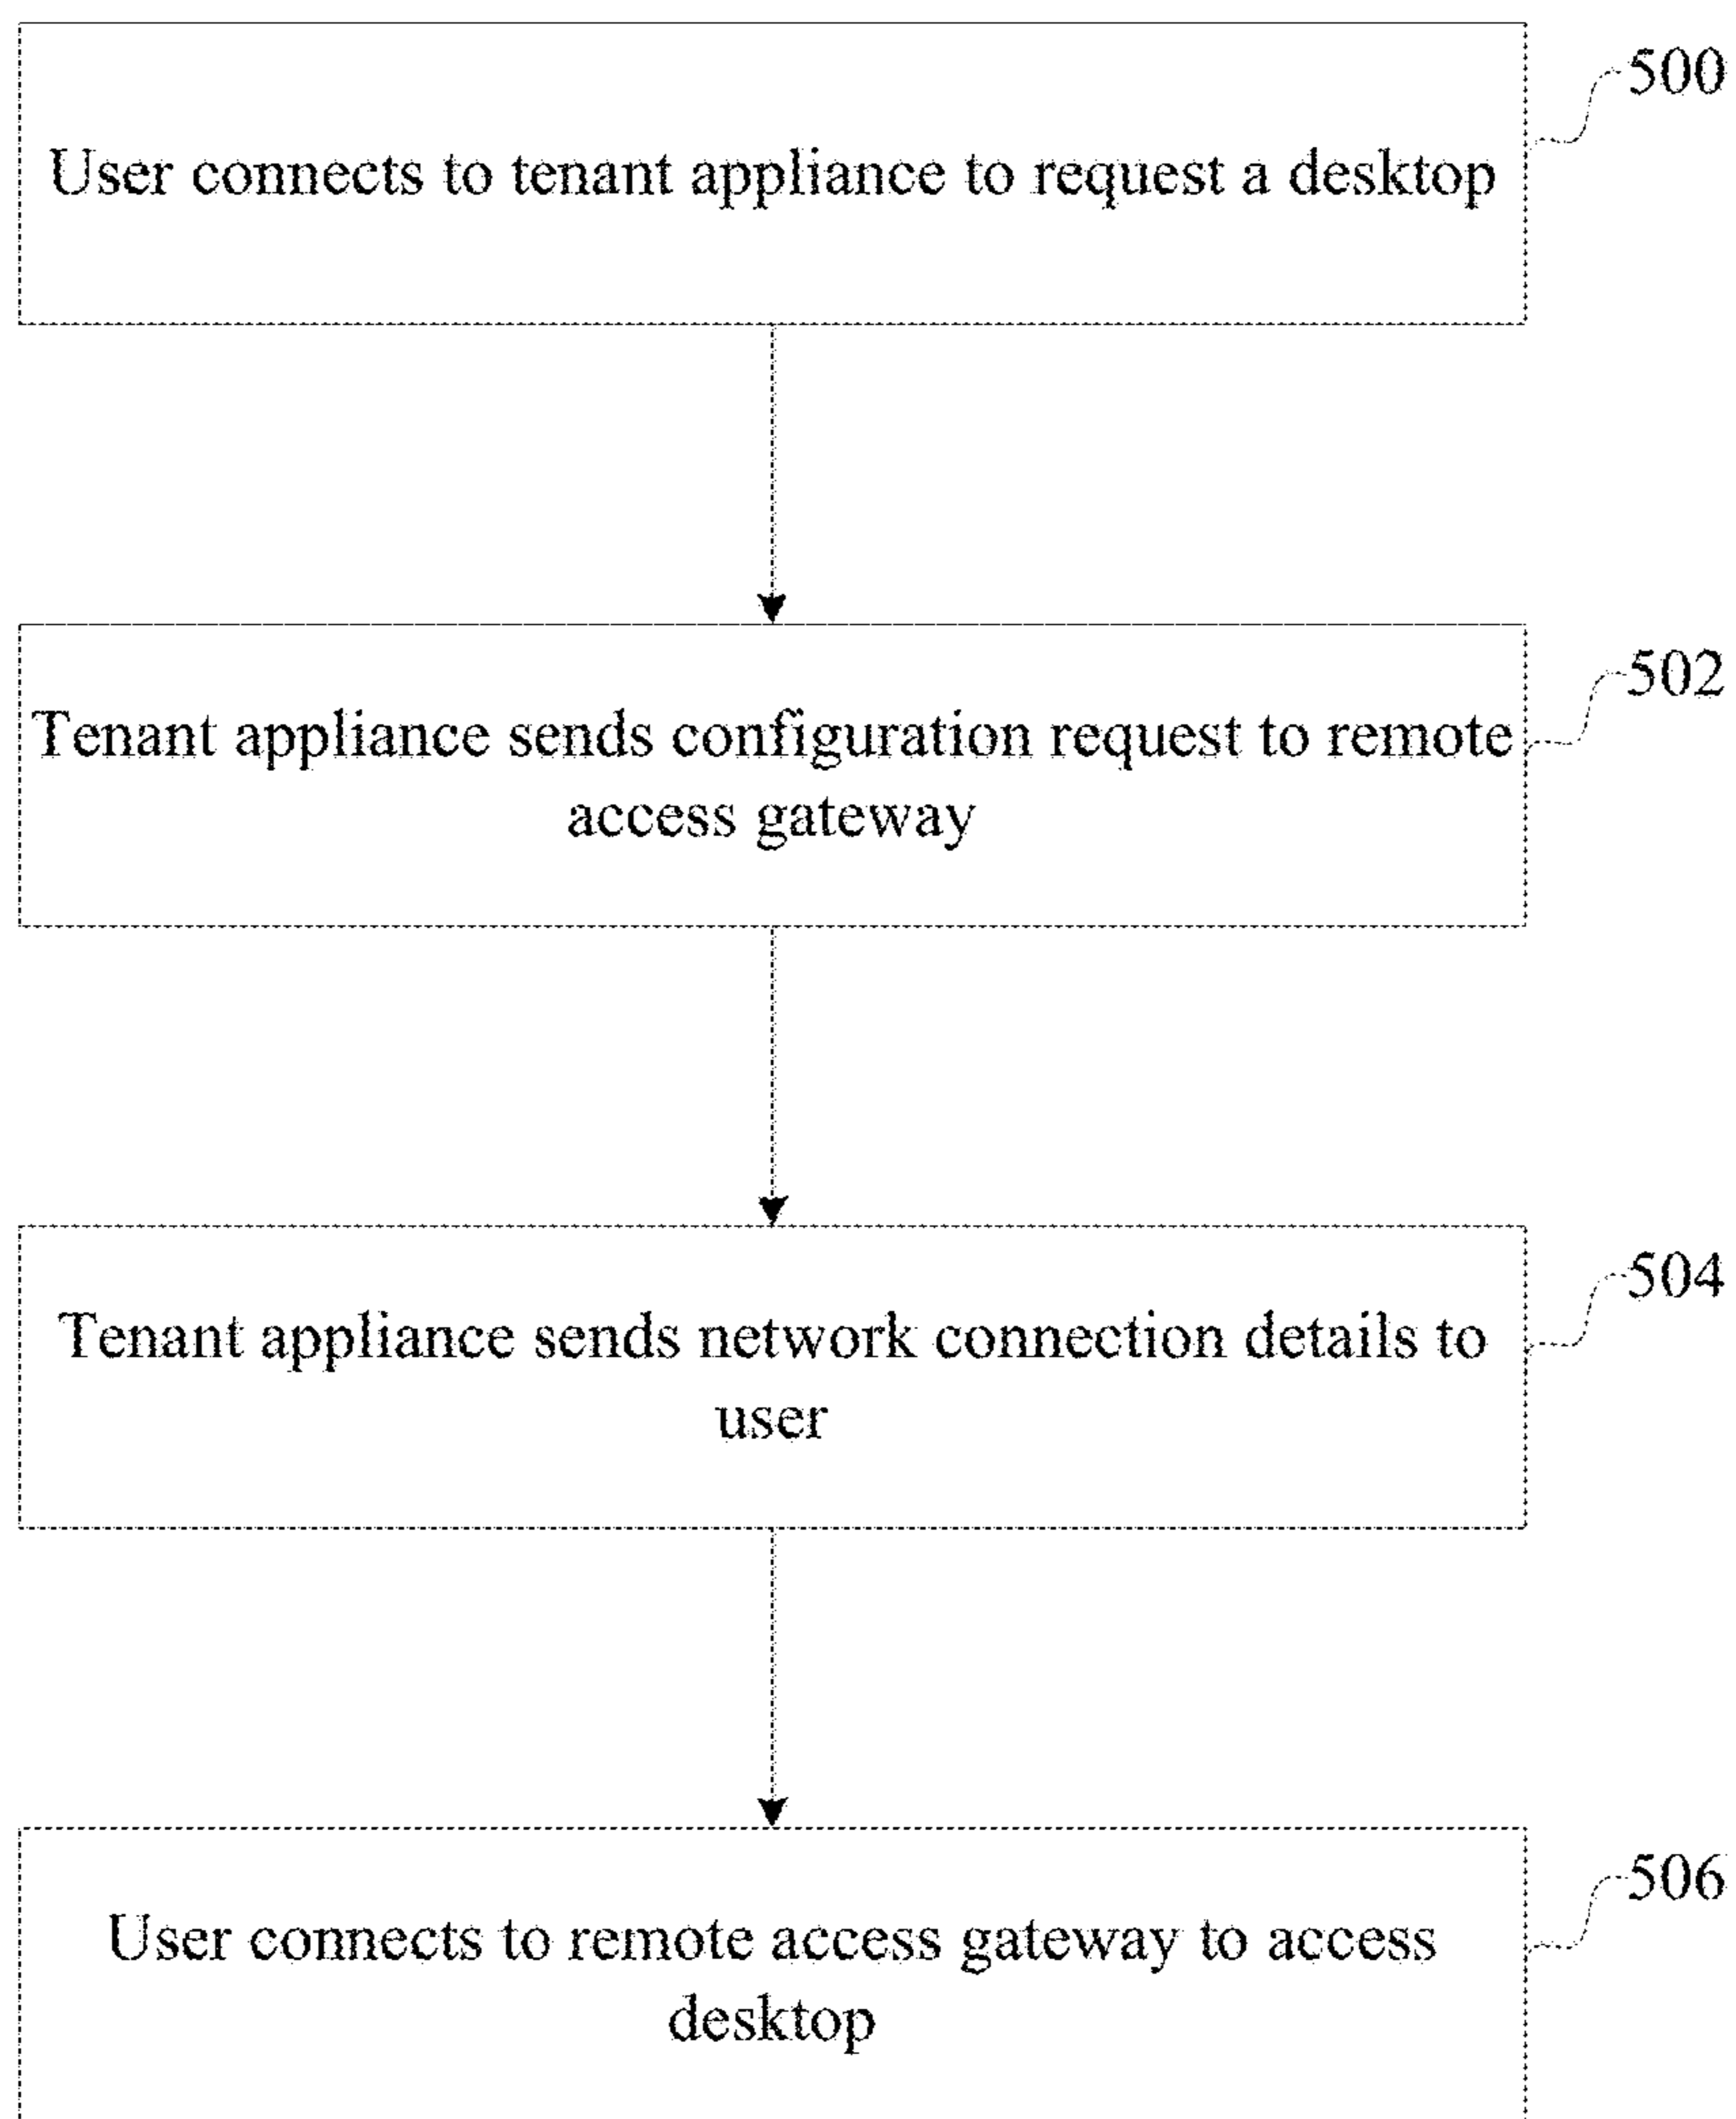 500
User connects to tenant appliance to request a desktop
502
Tenant appliance sends configuration request to remote
access gateway
504
Tenant appliance sends network connection details to
user
506
User connects to remote access gateway to access
desktop